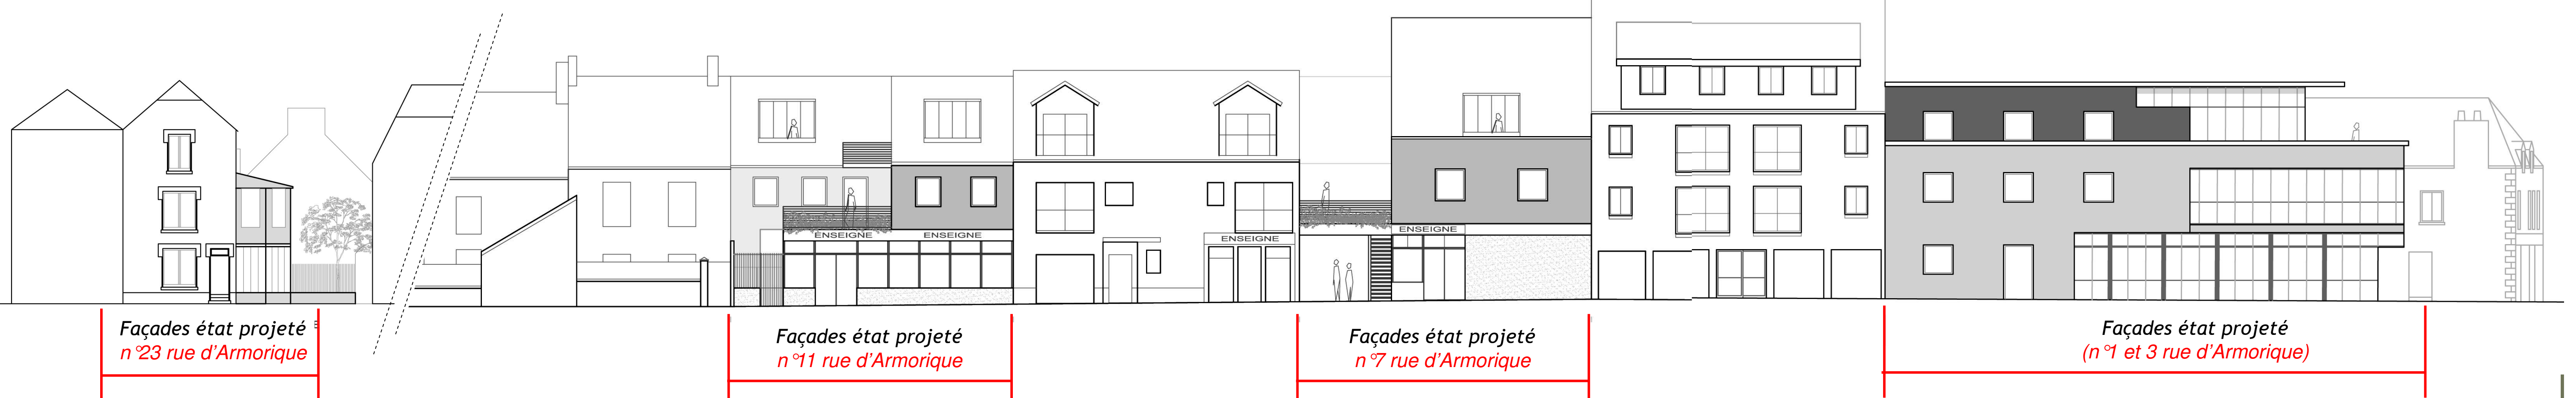 ENSEIGNE ENSEIGNE
ENSEIGNE
ENSEIGNE
Façades état projeté
n°23 rue d'Armorique
Façades état projeté
n°11 rue d'Armorique
Façades état projeté
n°7 rue d'Armorique
Façades état projeté
(n°1 et 3 rue d'Armorique)